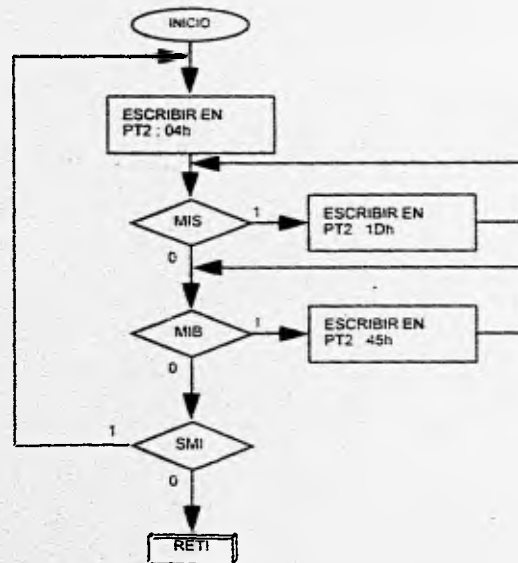 INICIO
ESCRIBIR EN
PT2 : 04h
MIS
1
ESCRIBIR EN
PT2 1Dh
0
MIB
1
ESCRIBIR EN
PT2 45h
0
1
SMI
0
RETI